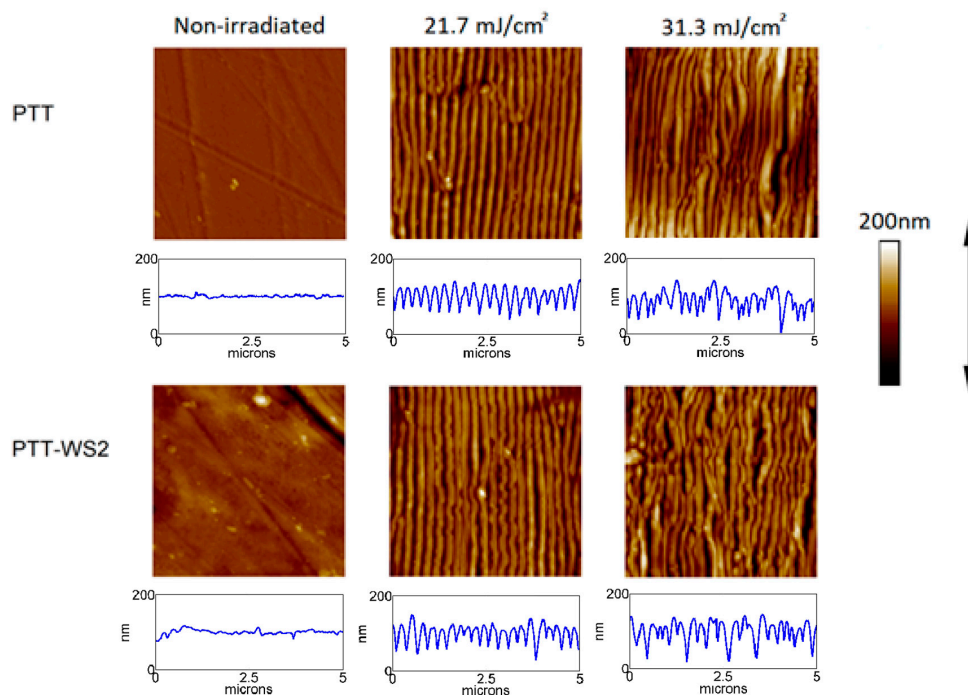 Non-irradiated 21.7 mJ/cm² 31.3 mJ/cm²
PTT
200nm
200 200 200
nm nm nm
0 0 0
0 2.5 5 0 2.5 5 0 2.5 5
microns microns microns
PTT-WS2
200 200 200
nm nm nm
0 0 0
0 2.5 5 0 2.5 5 0 2.5 5
microns microns microns